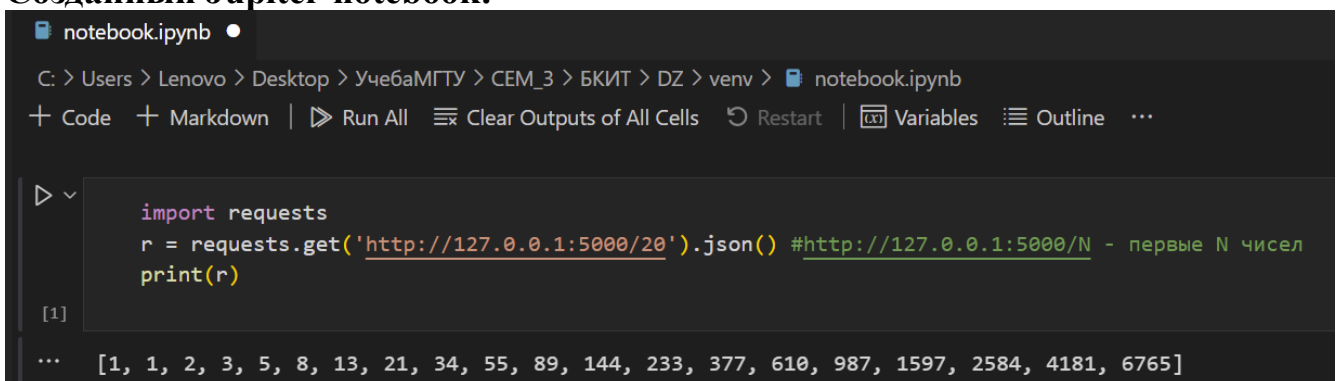 Созданный Jupiter notebook:
notebook.ipynb ●
C: > Users > Lenovo > Desktop > УчебаМГТУ > СЕМ_3 > БКИТ > DZ > venv > notebook.ipynb
+ Code + Markdown | Run All Clear Outputs of All Cells Restart | Variables Outline ...
import requests
r = requests.get('http://127.0.0.1:5000/20').json() #http://127.0.0.1:5000/N - первые N чисел
print(r)
[1]
... [1, 1, 2, 3, 5, 8, 13, 21, 34, 55, 89, 144, 233, 377, 610, 987, 1597, 2584, 4181, 6765]